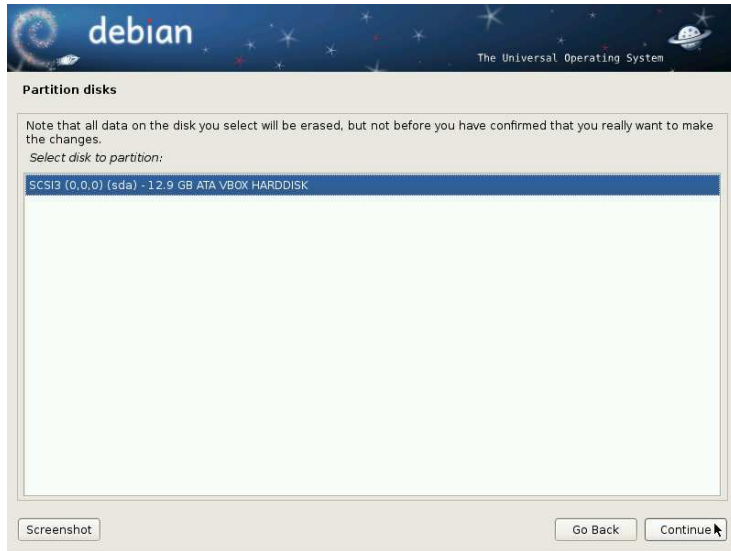 debian
The Universal Operating System
Partition disks
Note that all data on the disk you select will be erased, but not before you have confirmed that you really want to make
the changes.
Select disk to partition:
SCSI3 (0,0,0) (sda) - 12.9 GB ATA VBOX HARDDISK
Screenshot
Go Back
Continue